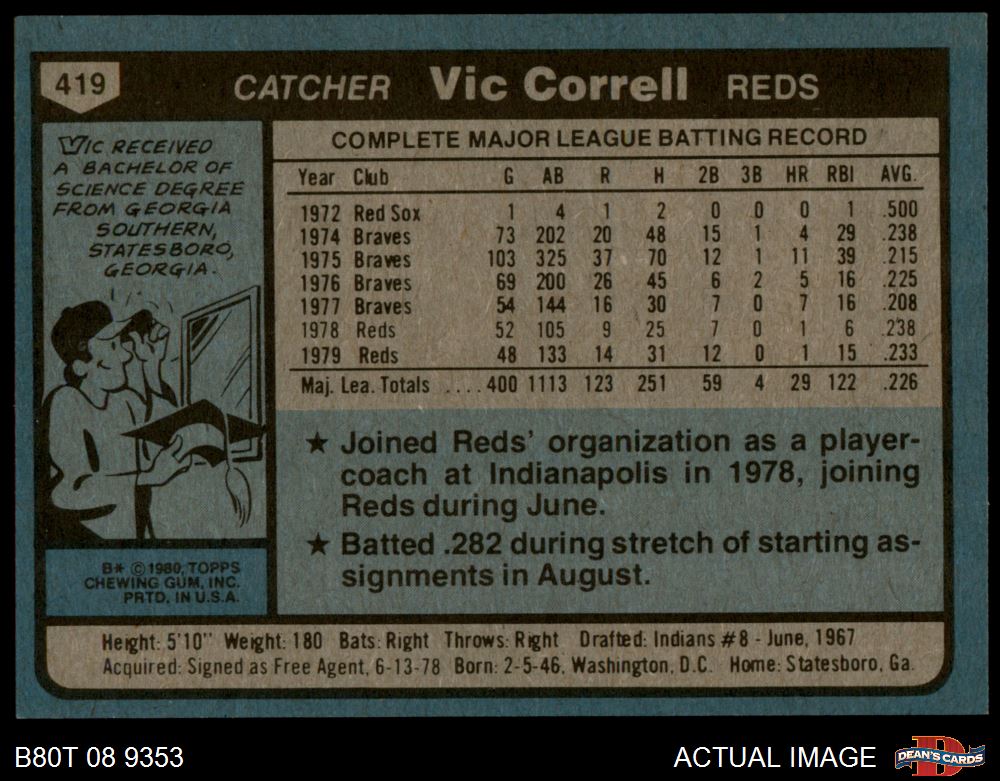 419 CATCHER Vic Correll REDS
VIC RECEIVED
A BACHELOR OF
SCIENCE DEGREE
FROM GEORGIA
SOUTHERN,
STATESBORO,
GEORGIA.
COMPLETE MAJOR LEAGUE BATTING RECORD
Year Club G AB R H 2B 3B HR RBI AVG.
1972 Red Sox 1 4 1 2 0 0 0 1 .500
1974 Braves 73 202 20 48 15 1 4 29 .238
1975 Braves 103 325 37 70 12 1 11 39 .215
1976 Braves 69 200 26 45 6 2 5 16 .225
1977 Braves 54 144 16 30 7 0 7 16 .208
1978 Reds 52 105 9 25 7 0 1 6 .238
1979 Reds 48 133 14 31 12 0 1 15 .233
Maj. Lea. Totals ....400 1113 123 251 59 4 29 122 .226
★ Joined Reds' organization as a player-
coach at Indianapolis in 1978, joining
Reds during June.
★ Batted .282 during stretch of starting as-
signments in August.
B* ©1980, TOPPS
CHEWING GUM, INC.
PRTD. IN U.S.A.
Height: 5'10" Weight: 180 Bats: Right Throws: Right Drafted: Indians #8 - June, 1967
Acquired: Signed as Free Agent, 6-13-78 Born: 2-5-46, Washington, D.C. Home: Statesboro, Ga.
B80T 08 9353
ACTUAL IMAGE
D
DEAN'S CARDS